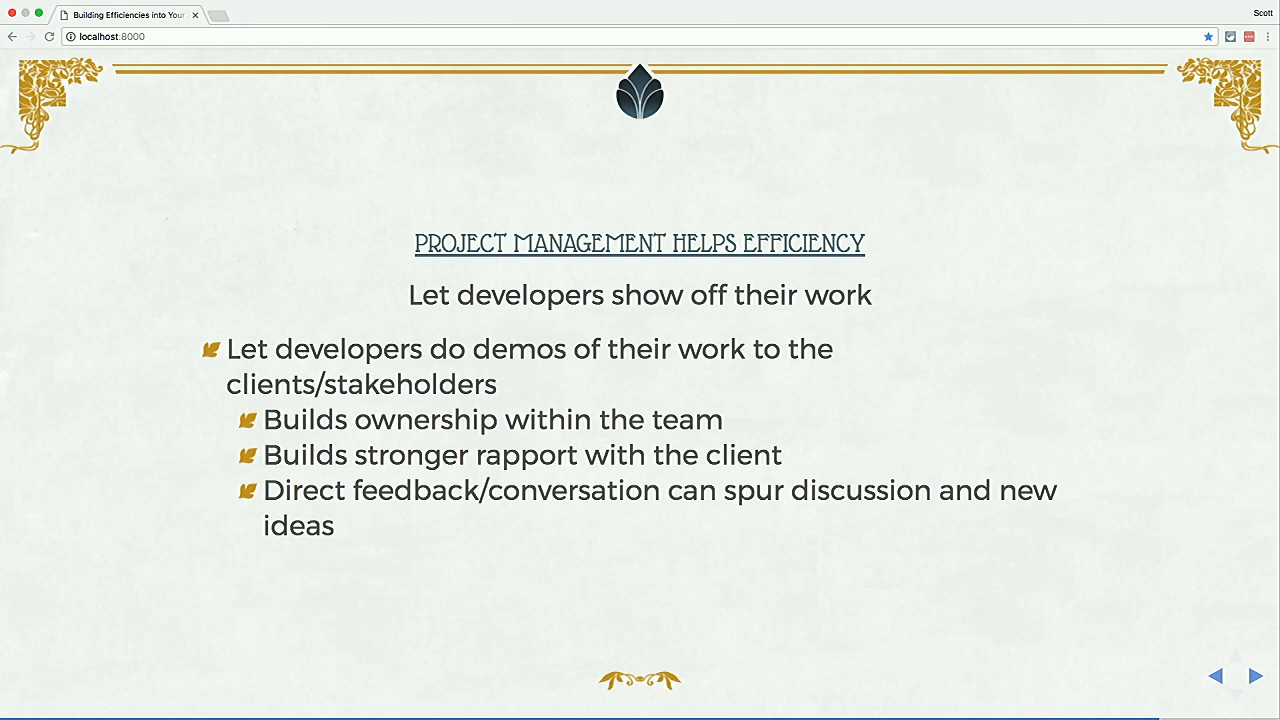 Building Efficiencies into Your
Scott
localhost:8000
PROJECT MANAGEMENT HELPS EFFICIENCY
Let developers show off their work
Let developers do demos of their work to the
clients/stakeholders
Builds ownership within the team
Builds stronger rapport with the client
Direct feedback/conversation can spur discussion and new
ideas